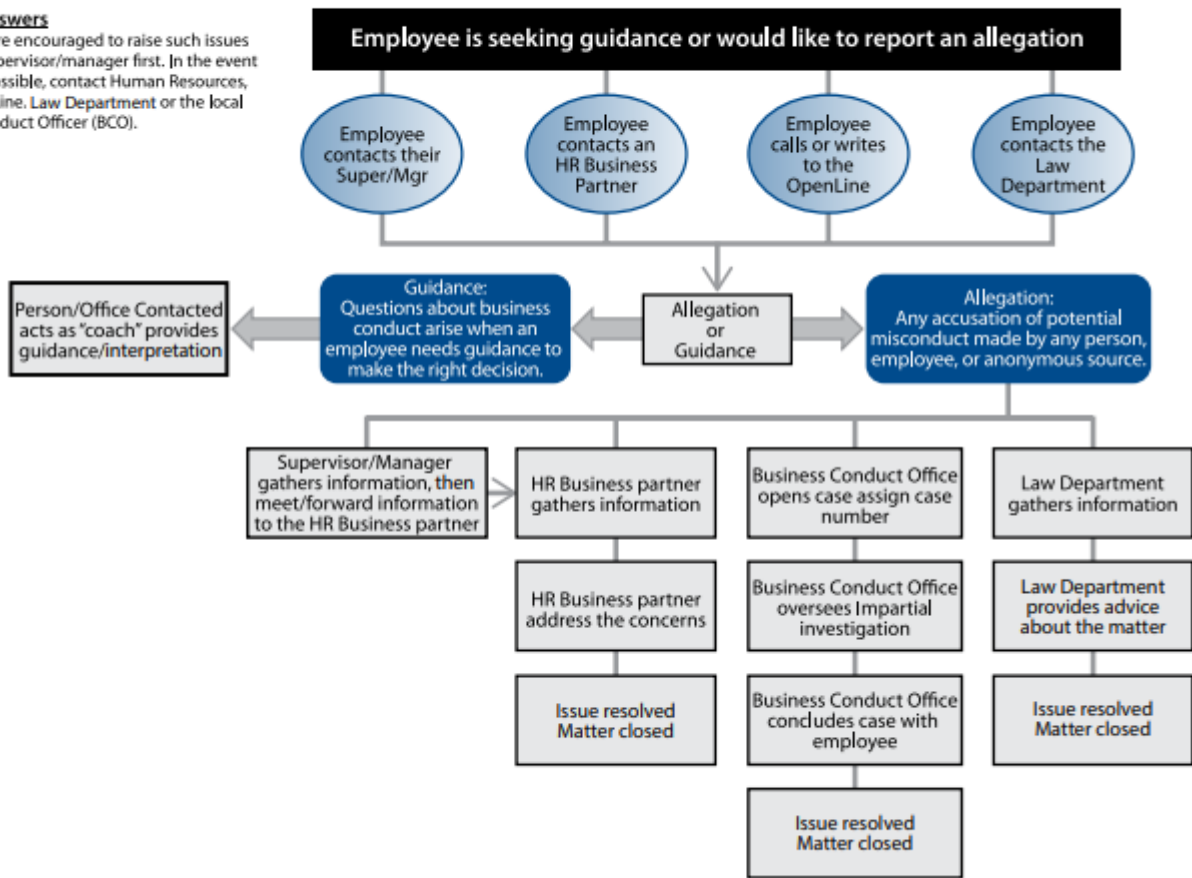 Employee is seeking guidance or would like to report an allegation
re encouraged to raise such issues
pervisor/manager first. In the event
contact Human Resources,
Law Department or the local
Officer (BCO).
Employee
contacts their
Super/Mgr
Employee
contacts an
HR Business
Partner
Employee
calls or writes
to the
OpenLine
Employee
contacts the
Law
Department
Person/Office Contacted
acts as "coach" provides
guidance/interpretation
Guidance:
Questions about business
conduct arise when an
employee needs guidance to
make the right decision.
Allegation
or
Guidance
Allegation:
Any accusation of potential
misconduct made by any person,
employee, or anonymous source.
Supervisor/Manager
gathers information, then
meet/forward information
to the HR Business partner
HR Business partner
gathers information
Business Conduct Office
opens case assign case
number
Law Department
gathers information
HR Business partner
address the concerns
Business Conduct Office
oversees Impartial
investigation
Law Department
provides advice
about the matter
Issue resolved
Matter closed
Business Conduct Office
concludes case with
employee
Issue resolved
Matter closed
Issue resolved
Matter closed